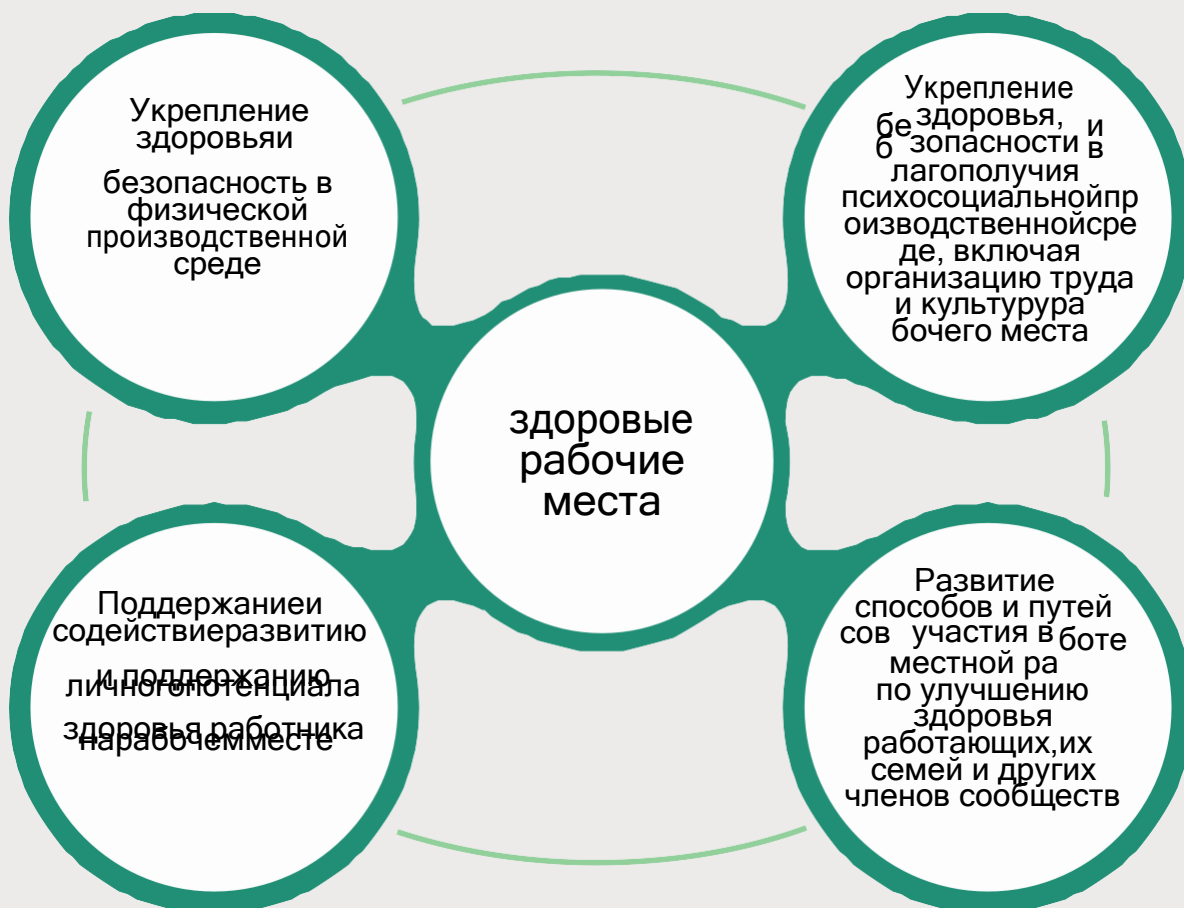 Укрепление
здоровьяи
безопасность в
физической
производственной
среде
Укрепление
здоровья,
бе зопасности и
б лагополучия в
психосоциальнойпр
оизводственнойсре
де, включая
организацию труда
и культурура
бочего места
здоровые
рабочие
места
Поддержаниеи
содействиеразвитию
и поддержанию
личногопотенциала
здоровья работника
нарабочемместе
Развитие
способов и путей
сов участия в боте
местной ра
по улучшению
здоровья
работающих,их
семей и других
членов сообществ